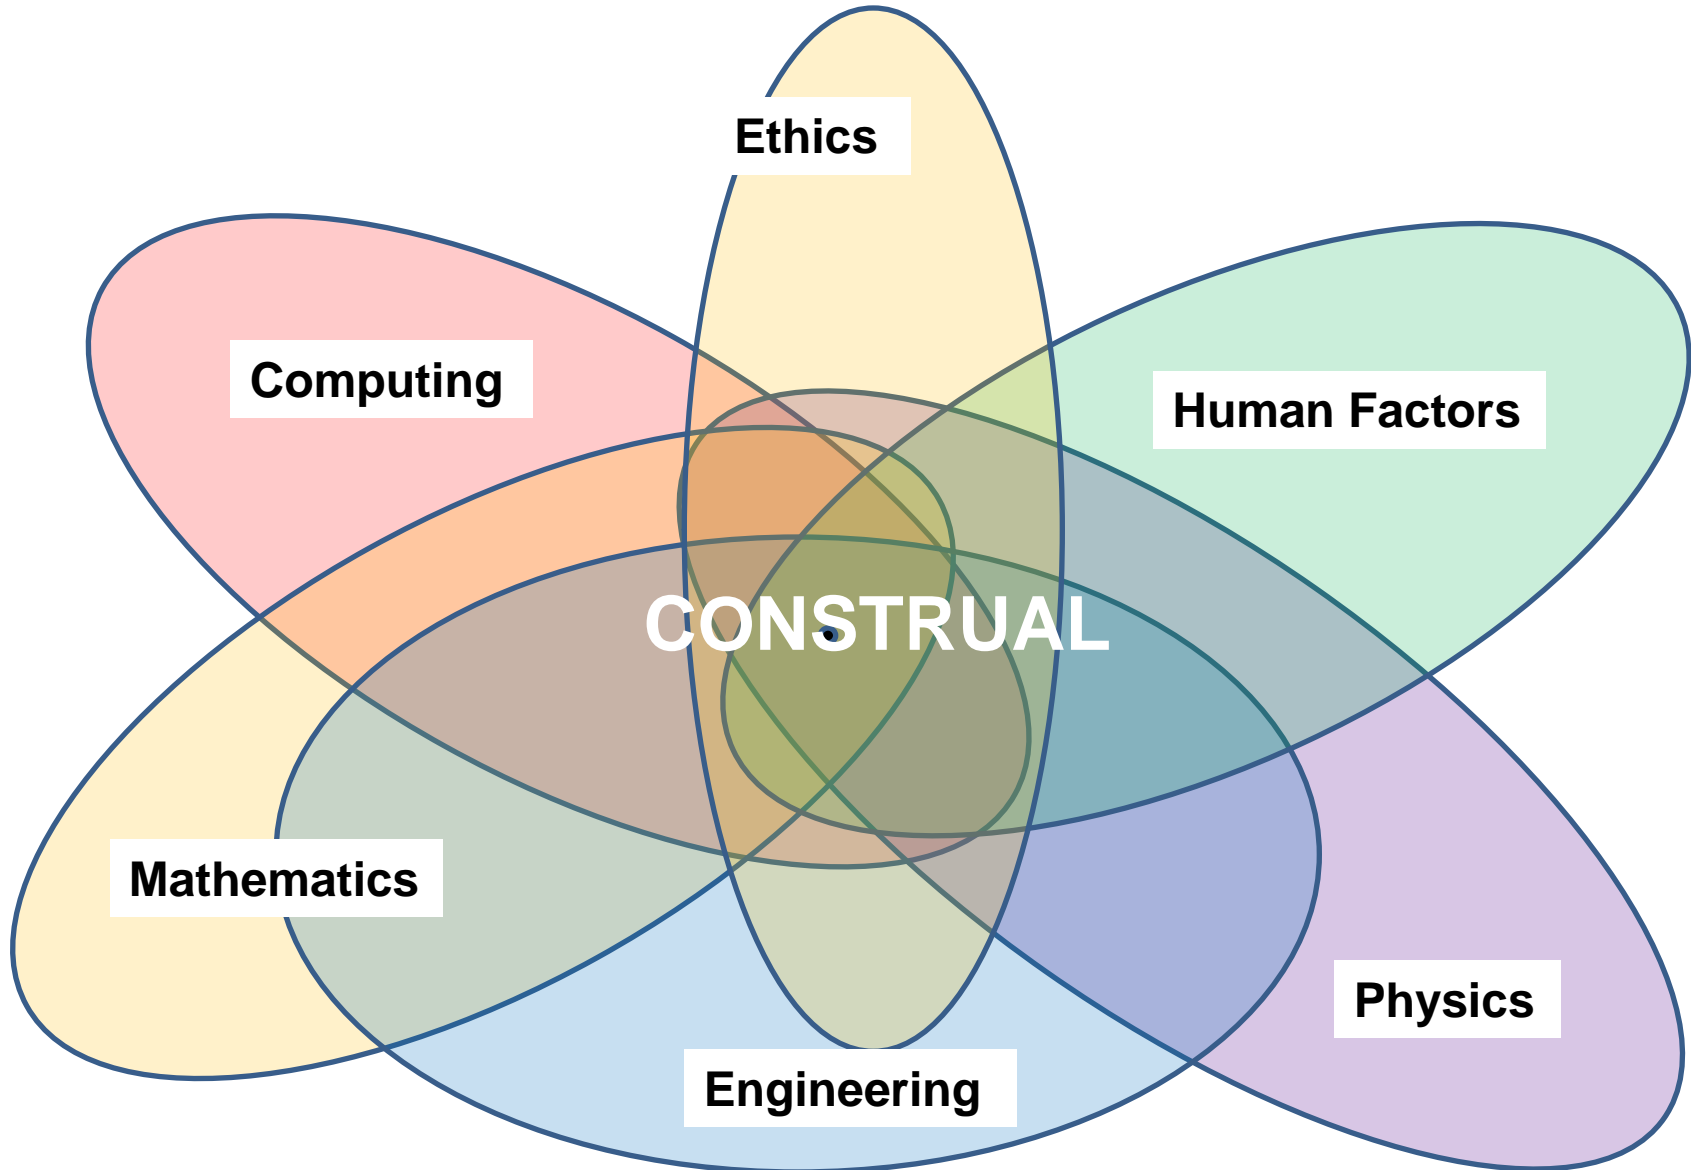 Ethics
Computing
Human Factors
CONSTRUAL
Mathematics
Physics
Engineering